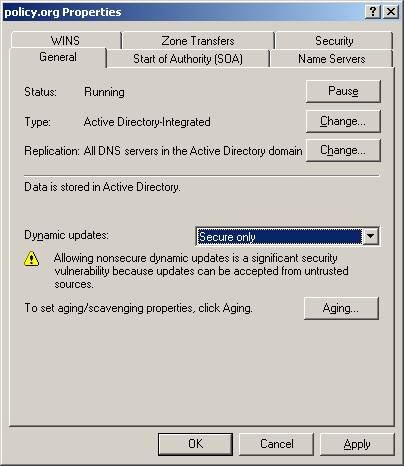 policy.org Properties
WINS Zone Transfers Security
General Start of Authority (SOA) Name Servers
Status: Running Pause
Type: Active Directory-Integrated Change...
Replication: All DNS servers in the Active Directory domain Change...
Data is stored in Active Directory.
Dynamic updates: Secure only
Allowing nonsecure dynamic updates is a significant security
vulnerability because updates can be accepted from untrusted
sources.
To set aging/scavenging properties, click Aging. Aging...
OK Cancel Apply